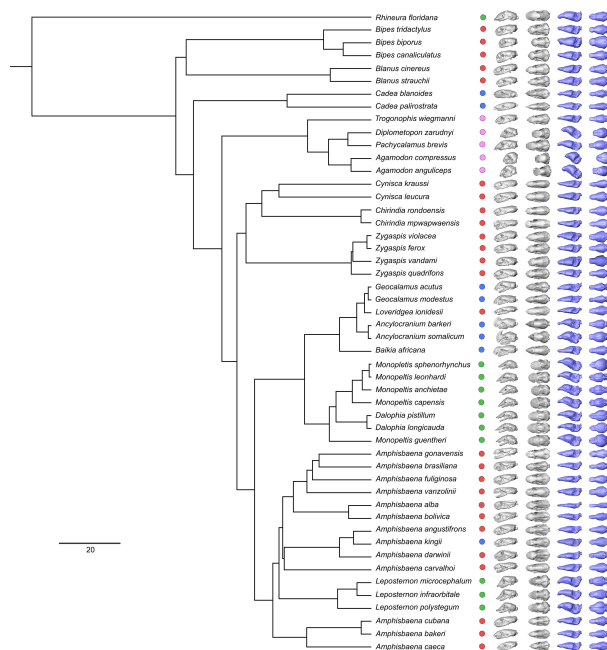 Rhineura floridana
Bipes tridactylus
Bipes biporus
Bipes canaliculatus
Blanus cinereus
Blanus strauchii
Cadea blanoides
Cadea palirostrata
Trogonophis wiegmanni
Diplometopon zarudnyi
Pachycalamus brevis
Agamodon compressus
Agamodon anguliceps
Cynisca kraussi
Cynisca leucura
Chirindia rondoensis
Chirindia mpwapwaensis
Zygaspis violacea
Zygaspis ferox
Zygaspis vandami
Zygaspis quadrifons
Geocalamus acutus
Geocalamus modestus
Loveridgea ionidesii
Ancylocranium barkeri
Ancylocranium somalicum
Baikia africana
Monopletis sphenorhynchus
Monopeltis leonhardi
Monopeltis anchietae
Monopeltis capensis
Dalophia pistillum
Dalophia longicauda
Monopeltis guentheri
Amphisbaena gonavensis
Amphisbaena brasiliana
Amphisbaena fuliginosa
Amphisbaena vanzolinii
Amphisbaena alba
Amphisbaena bolivica
Amphisbaena angustifrons
Amphisbaena kingii
Amphisbaena darwinii
Amphisbaena carvalhoi
Leposternon microcephalum
Leposternon infraorbitale
Leposternon polystegum
Amphisbaena cubana
Amphisbaena bakeri
Amphisbaena caeca
20